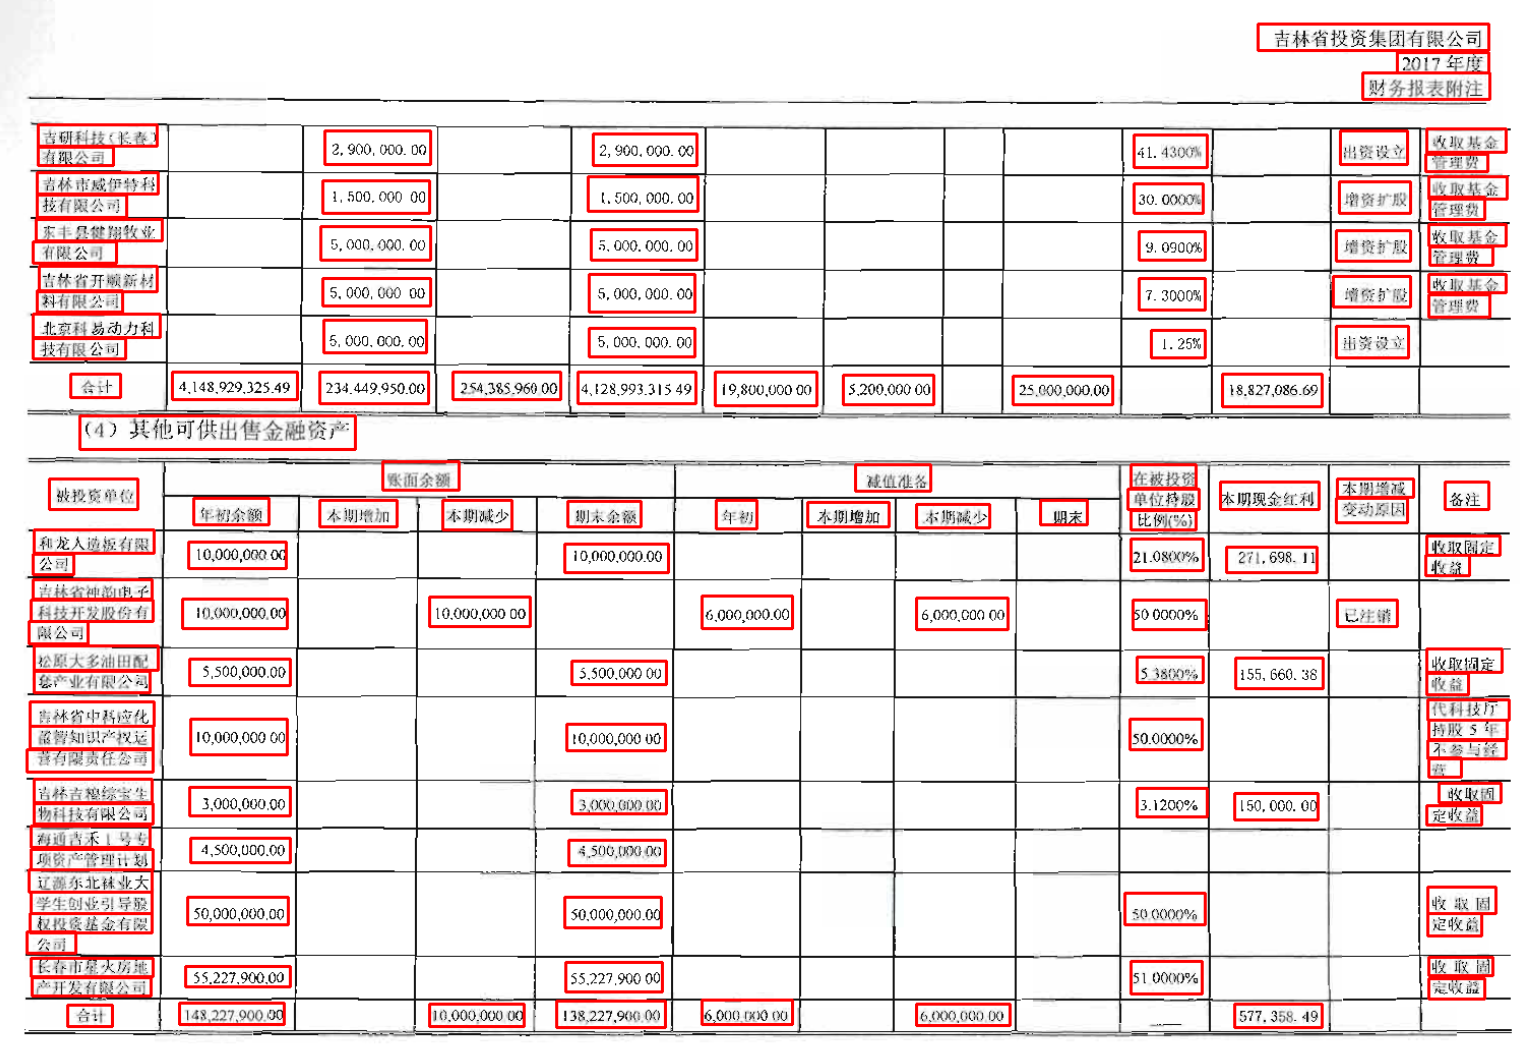 吉林省投资集团有限公司
2017 年度
财务报表附注
吉研科技(长春)
有限公司
2,900,000.00
2,900,000.00
41.4300%
出资设立
收取基金
管理费
吉林市威伊特科
技有限公司
1,500,000 00
1,500,000.00
30.0000%
增资扩股
收取基金
管理费
东丰县健翔牧业
有限公司
5,000,000.00
5,000,000.00
9.0900%
增资扩股
收取基金
管理费
吉林省开顺新材
料有限公司
5,000,000 00
5,000,000.00
7.3000%
增资扩股
收取基金
管理费
北京科易动力科
技有限公司
5,000,000.00
5,000,000.00
1.25%
出资设立
合计
4,148,929,325.49
234,449,950.00
254,385,960 00
4,128,993,315 49
19,800,000 00
5,200,000 00
25,000,000.00
18,827,086.69
(4) 其他可供出售金融资产
被投资单位
账面余额
减值准备
在被投资
单位持股
比例(%)
本期现金红利
本期增减
变动原因
备注
年初余额
本期增加
本期减少
期末余额
年初
本期增加
本期减少
期末
和龙人造板有限
公司
10,000,000.00
10,000,000.00
21.0800%
271,698.11
收取固定
收益
吉林省神韵电子
科技开发股份有
限公司
10,000,000.00
10,000,000 00
6,000,000.00
6,000,000 00
50 0000%
已注销
松原大多油田配
套产业有限公司
5,500,000.00
5,500,000 00
5.3800%
155,660.38
收取固定
收益
吉林省中科应化
蓝智知识产权运
营有限责任公司
10,000,000 00
10,000,000 00
50.0000%
代科技厅
持股 5 年
不参与经
营
吉林吉粮综宝生
物科技有限公司
3,000,000.00
3,000,000 00
3.1200%
150,000.00
收取固
定收益
海通吉禾 1 号专
项资产管理计划
4,500,000.00
4,500,000.00
辽源东北袜业大
学生创业引导股
权投资基金有限
公司
50,000,000.00
50,000,000.00
50.0000%
收 取 固
定收益
长春市星火房地
产开发有限公司
55,227,900.00
55,227,900 00
51.0000%
收 取 固
定收益
合计
148,227,900.00
10,000,000.00
138,227,900.00
6,000,000 00
6,000,000.00
577,358.49